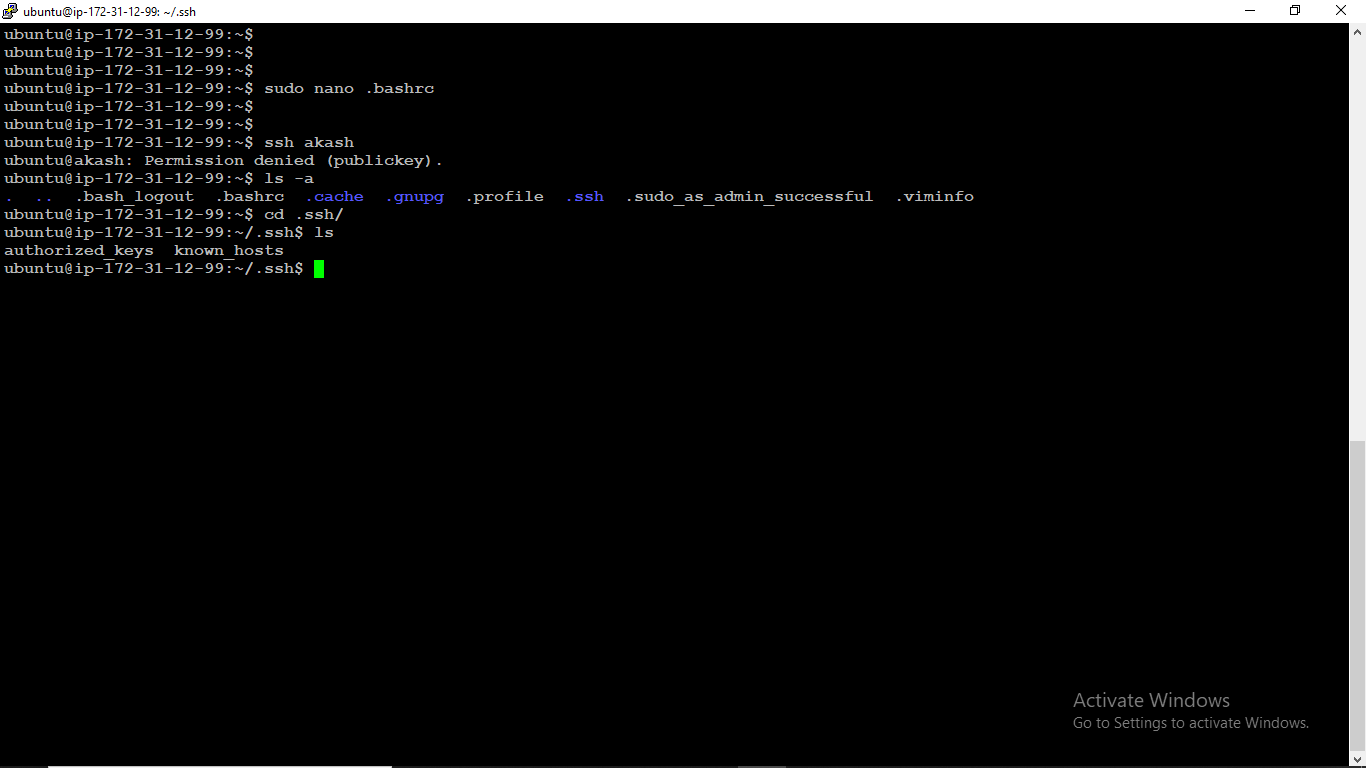 ubuntu@ip-172-31-12-99: ~/.ssh
ubuntu@ip-172-31-12-99:~$
ubuntu@ip-172-31-12-99:~$
ubuntu@ip-172-31-12-99:~$
ubuntu@ip-172-31-12-99:~$ sudo nano .bashrc
ubuntu@ip-172-31-12-99:~$
ubuntu@ip-172-31-12-99:~$
ubuntu@ip-172-31-12-99:~$ ssh akash
ubuntu@akash: Permission denied (publickey).
ubuntu@ip-172-31-12-99:~$ ls -a
.  ..  .bash_logout  .bashrc  .cache  .gnupg  .profile  .ssh  .sudo_as_admin_successful  .viminfo
ubuntu@ip-172-31-12-99:~$ cd .ssh/
ubuntu@ip-172-31-12-99:~/.ssh$ ls
authorized_keys  known_hosts
ubuntu@ip-172-31-12-99:~/.ssh$
Activate Windows
Go to Settings to activate Windows.